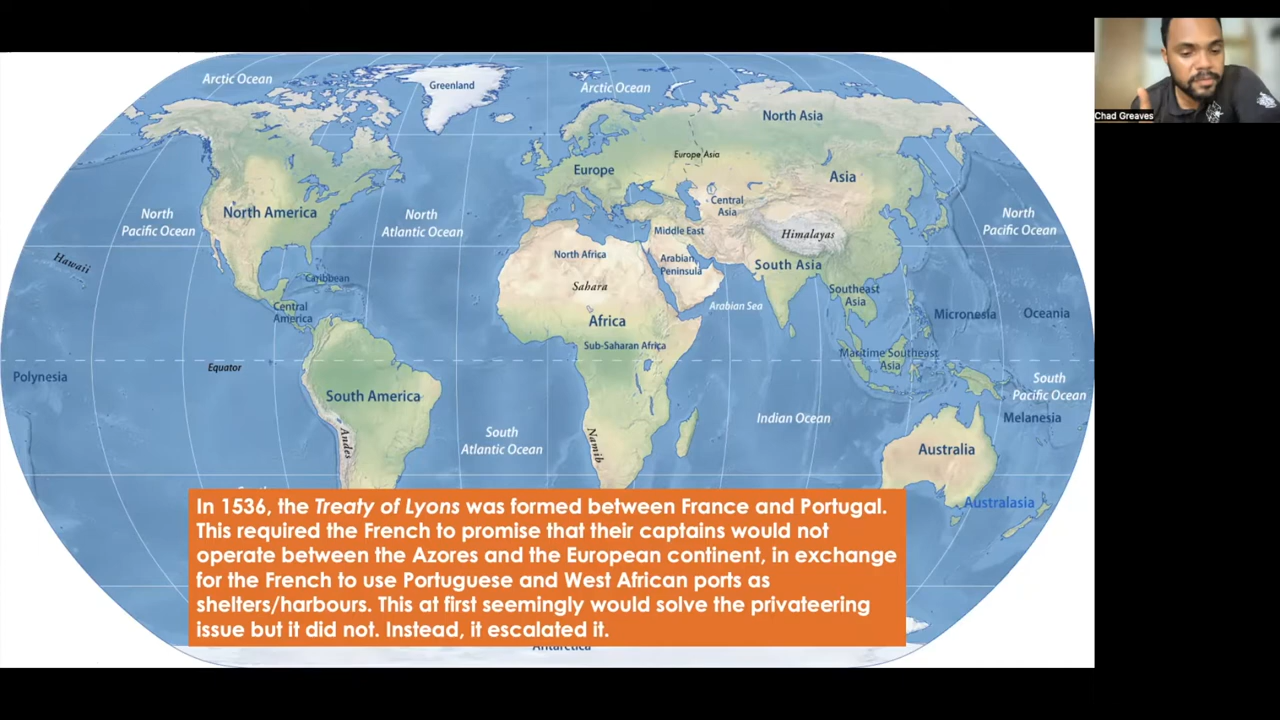 Arctic Ocean
Greenland
Arctic Ocean
North Asia
Chad Greaves
Europe Asia
Europe
Asia
Central
Asia
North
Pacific Ocean
North America
North
Atlantic Ocean
Middle East
Himalayas
North
Pacific Ocean
Hawaii
North Africa
Arabian
Peninsula
South Asia
Caribbean
Sahara
Southeast
Asia
Central
America
Arabian Sea
Africa
Micronesia
Oceania
Sub-Saharan Africa
Maritime Southeast
Asia
Equator
Polynesia
South America
South
Pacific Ocean
Indian Ocean
Melanesia
South
Atlantic Ocean
Andes
Namib
Australia
Australasia
In 1536, the Treaty of Lyons was formed between France and Portugal.
This required the French to promise that their captains would not
operate between the Azores and the European continent, in exchange
for the French to use Portuguese and West African ports as
shelters/harbours. This at first seemingly would solve the privateering
issue but it did not. Instead, it escalated it.
Antarctica